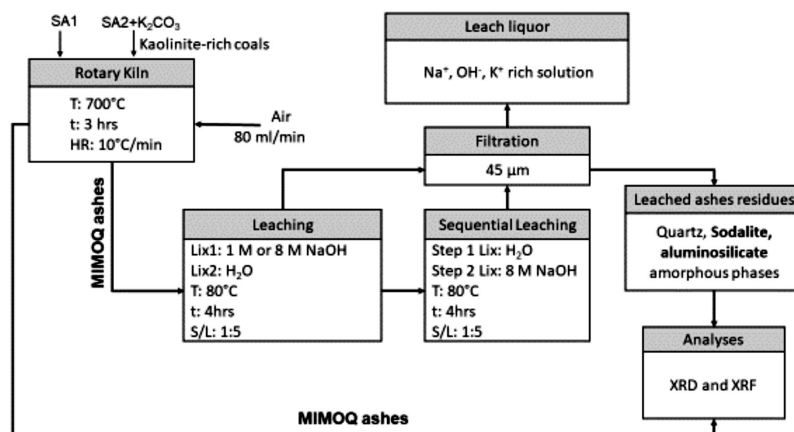 SA1
SA2+K₂CO₃
Kaolinite-rich coals
Rotary Kiln
T: 700°C
t: 3 hrs
HR: 10°C/min
Air
80 ml/min
MIMOQ ashes
Leaching
Lix1: 1 M or 8 M NaOH
Lix2: H₂O
T: 80°C
t: 4hrs
S/L: 1:5
Sequential Leaching
Step 1 Lix: H₂O
Step 2 Lix: 8 M NaOH
T: 80°C
t: 4hrs
S/L: 1:5
Filtration
45 µm
Leach liquor
Na⁺, OH⁻, K⁺ rich solution
Leached ashes residues
Quartz, Sodalite,
aluminosilicate
amorphous phases
Analyses
XRD and XRF
MIMOQ ashes